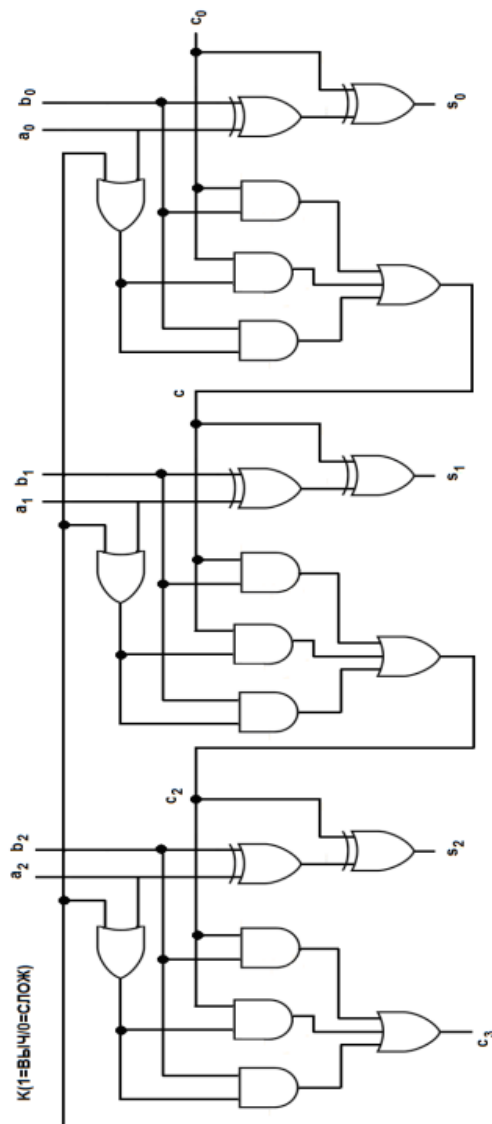 K(1=ВЫЧ/0=СЛОЖ)
a₂
b₂
c₂
a₁
b₁
c
a₀
b₀
c₀
c₃
s₂
s₁
s₀